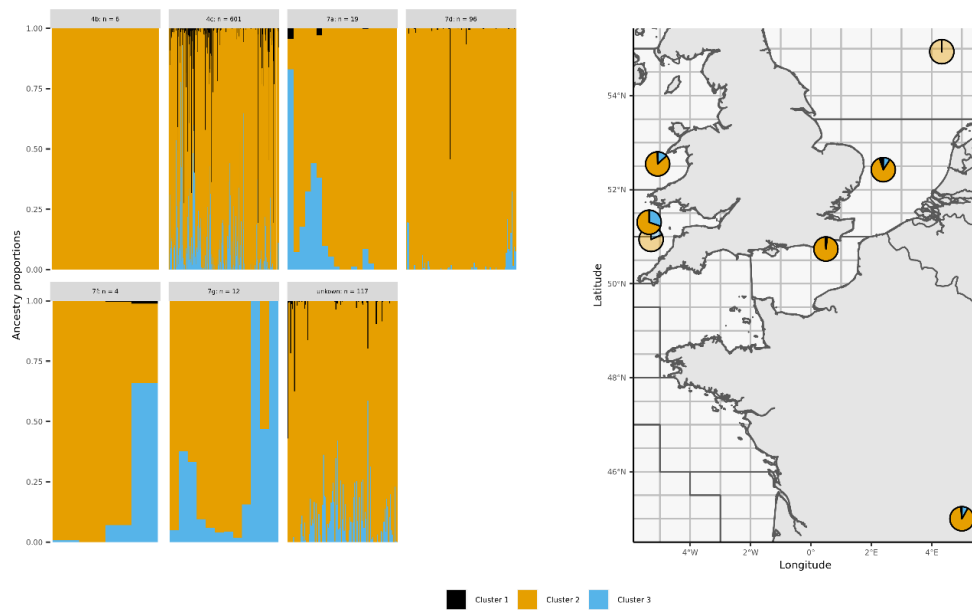 4b: n = 6
4c: n = 601
7a: n = 19
7d: n = 96
1.00
0.75
0.50
0.25
0.00
7f: n = 4
7g: n = 12
unkown: n = 117
1.00
0.75
0.50
0.25
0.00
Ancestry proportions
54°N
52°N
50°N
48°N
46°N
Latitude
4°W
2°W
0°
2°E
4°E
Longitude
Cluster 1
Cluster 2
Cluster 3